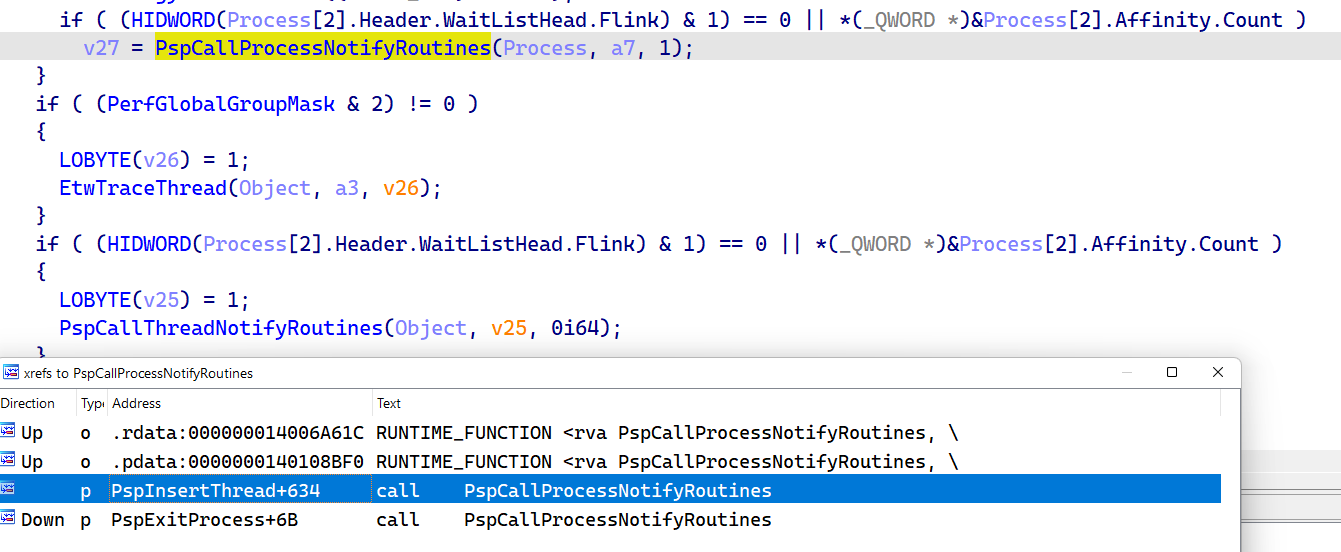 if ( (HIDWORD(Process[2].Header.WaitListHead.Flink) & 1) == 0 || *(_QWORD *)&Process[2].Affinity.Count )
v27 = PspCallProcessNotifyRoutines(Process, a7, 1);
}
if ( (PerfGlobalGroupMask & 2) != 0 )
{
LOBYTE(v26) = 1;
EtwTraceThread(Object, a3, v26);
}
if ( (HIDWORD(Process[2].Header.WaitListHead.Flink) & 1) == 0 || *(_QWORD *)&Process[2].Affinity.Count )
{
LOBYTE(v25) = 1;
PspCallThreadNotifyRoutines(Object, v25, 0i64);
}
xrefs to PspCallProcessNotifyRoutines
Direction Typ Address Text
Up o .rdata:000000014006A61C RUNTIME_FUNCTION <rva PspCallProcessNotifyRoutines, \
Up o .pdata:0000000140108BF0 RUNTIME_FUNCTION <rva PspCallProcessNotifyRoutines, \
p PspInsertThread+634 call PspCallProcessNotifyRoutines
Down p PspExitProcess+6B call PspCallProcessNotifyRoutines